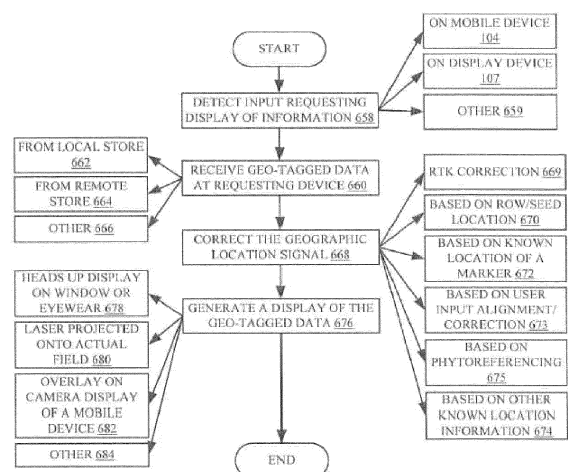 START
ON MOBILE DEVICE
104
ON DISPLAY DEVICE
107
OTHER 659
DETECT INPUT REQUESTING
DISPLAY OF INFORMATION 658
FROM LOCAL STORE
662
FROM REMOTE
STORE 664
OTHER 666
RECEIVE GEO-TAGGED DATA
AT REQUESTING DEVICE 660
CORRECT THE GEOGRAPHIC
LOCATION SIGNAL 668
RTK CORRECTION 669
BASED ON ROW/SEED
LOCATION 670
BASED ON KNOWN
LOCATION OF A
MARKER 672
BASED ON USER
INPUT ALIGNMENT/
CORRECTION 673
BASED ON
PHYTOREFERENCING
675
BASED ON OTHER
KNOWN LOCATION
INFORMATION 674
HEADS UP DISPLAY
ON WINDOW OR
EYEWEAR 678
LASER PROJECTED
ONTO ACTUAL
FIELD 680
OVERLAY ON
CAMERA DISPLAY
OF A MOBILE
DEVICE 682
OTHER 684
GENERATE A DISPLAY OF THE
GEO-TAGGED DATA 676
END